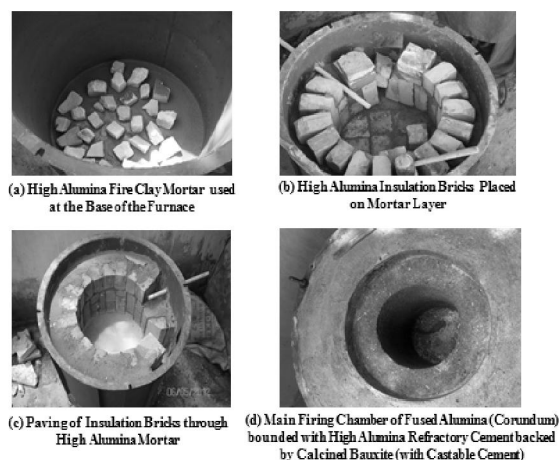 (a) High Alumina Fire Clay Mortar used
at the Base of the Furnace
(b) High Alumina Insulation Bricks Placed
on Mortar Layer
(c) Paving of Insulation Bricks through
High Alumina Mortar
(d) Main Firing Chamber of Fused Alumina (Corundum)
bounded with High Alumina Refractory Cement backed
by Calcined Bauxite (with Castable Cement)